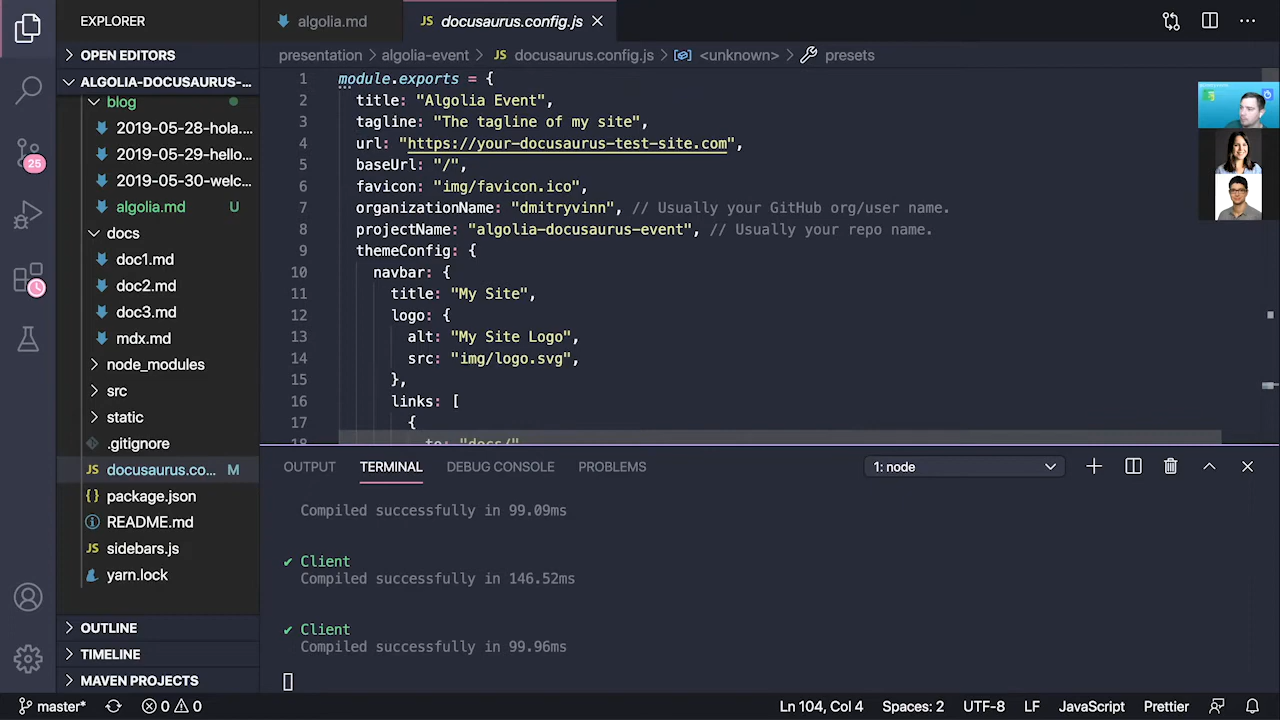 EXPLORER
OPEN EDITORS
ALGOLIA-DOCUSAURUS-...
blog
2019-05-28-hola....
2019-05-29-hello...
2019-05-30-welc...
algolia.md U
docs
doc1.md
doc2.md
doc3.md
mdx.md
node_modules
src
static
.gitignore
JS docusaurus.co... M
{} package.json
README.md
JS sidebars.js
yarn.lock
OUTLINE
TIMELINE
MAVEN PROJECTS
25
algolia.md
JS docusaurus.config.js
presentation > algolia-event > JS docusaurus.config.js > <unknown> > presets
1 module.exports = {
2 title: "Algolia Event",
3 tagline: "The tagline of my site",
4 url: "https://your-docusaurus-test-site.com",
5 baseUrl: "/",
6 favicon: "img/favicon.ico",
7 organizationName: "dmitryvinn", // Usually your GitHub org/user name.
8 projectName: "algolia-docusaurus-event", // Usually your repo name.
9 themeConfig: {
10 navbar: {
11 title: "My Site",
12 logo: {
13 alt: "My Site Logo",
14 src: "img/logo.svg",
15 },
16 links: [
17 {
18 to: "docs/"
OUTPUT TERMINAL DEBUG CONSOLE PROBLEMS 1: node
Compiled successfully in 99.09ms
✔ Client
Compiled successfully in 146.52ms
✔ Client
Compiled successfully in 99.96ms
master* 0 0 Ln 104, Col 4 Spaces: 2 UTF-8 LF JavaScript Prettier